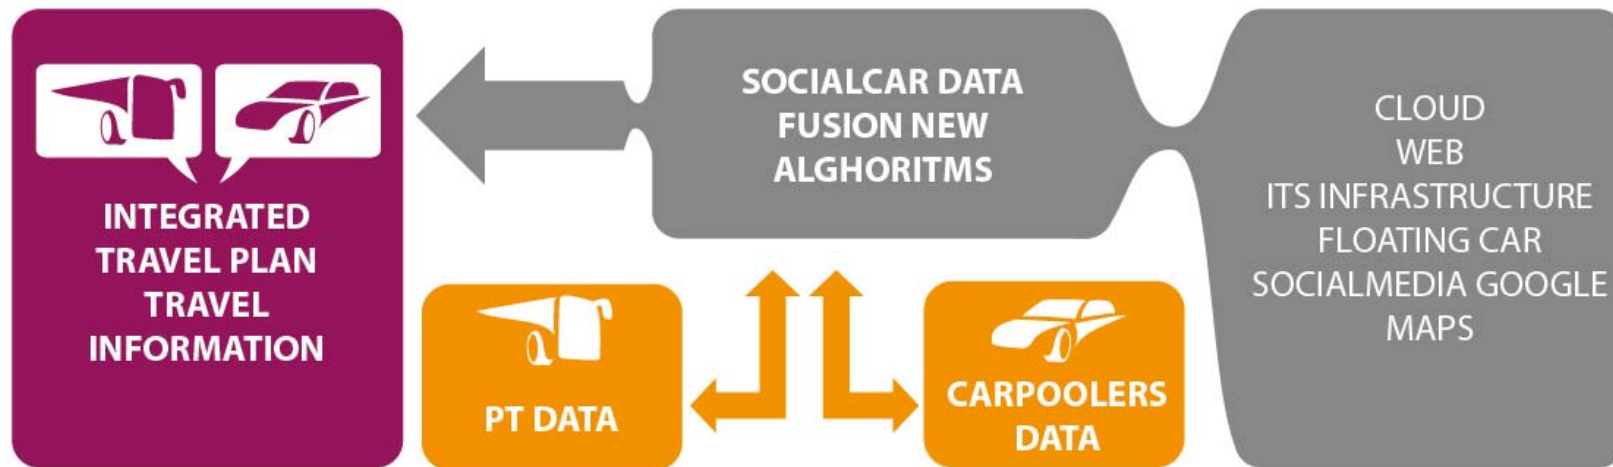 INTEGRATED
TRAVEL PLAN
TRAVEL
INFORMATION
SOCIALCAR DATA
FUSION NEW
ALGHORITMS
PT DATA
CARPOOLERS
DATA
CLOUD
WEB
ITS INFRASTRUCTURE
FLOATING CAR
SOCIALMEDIA GOOGLE
MAPS